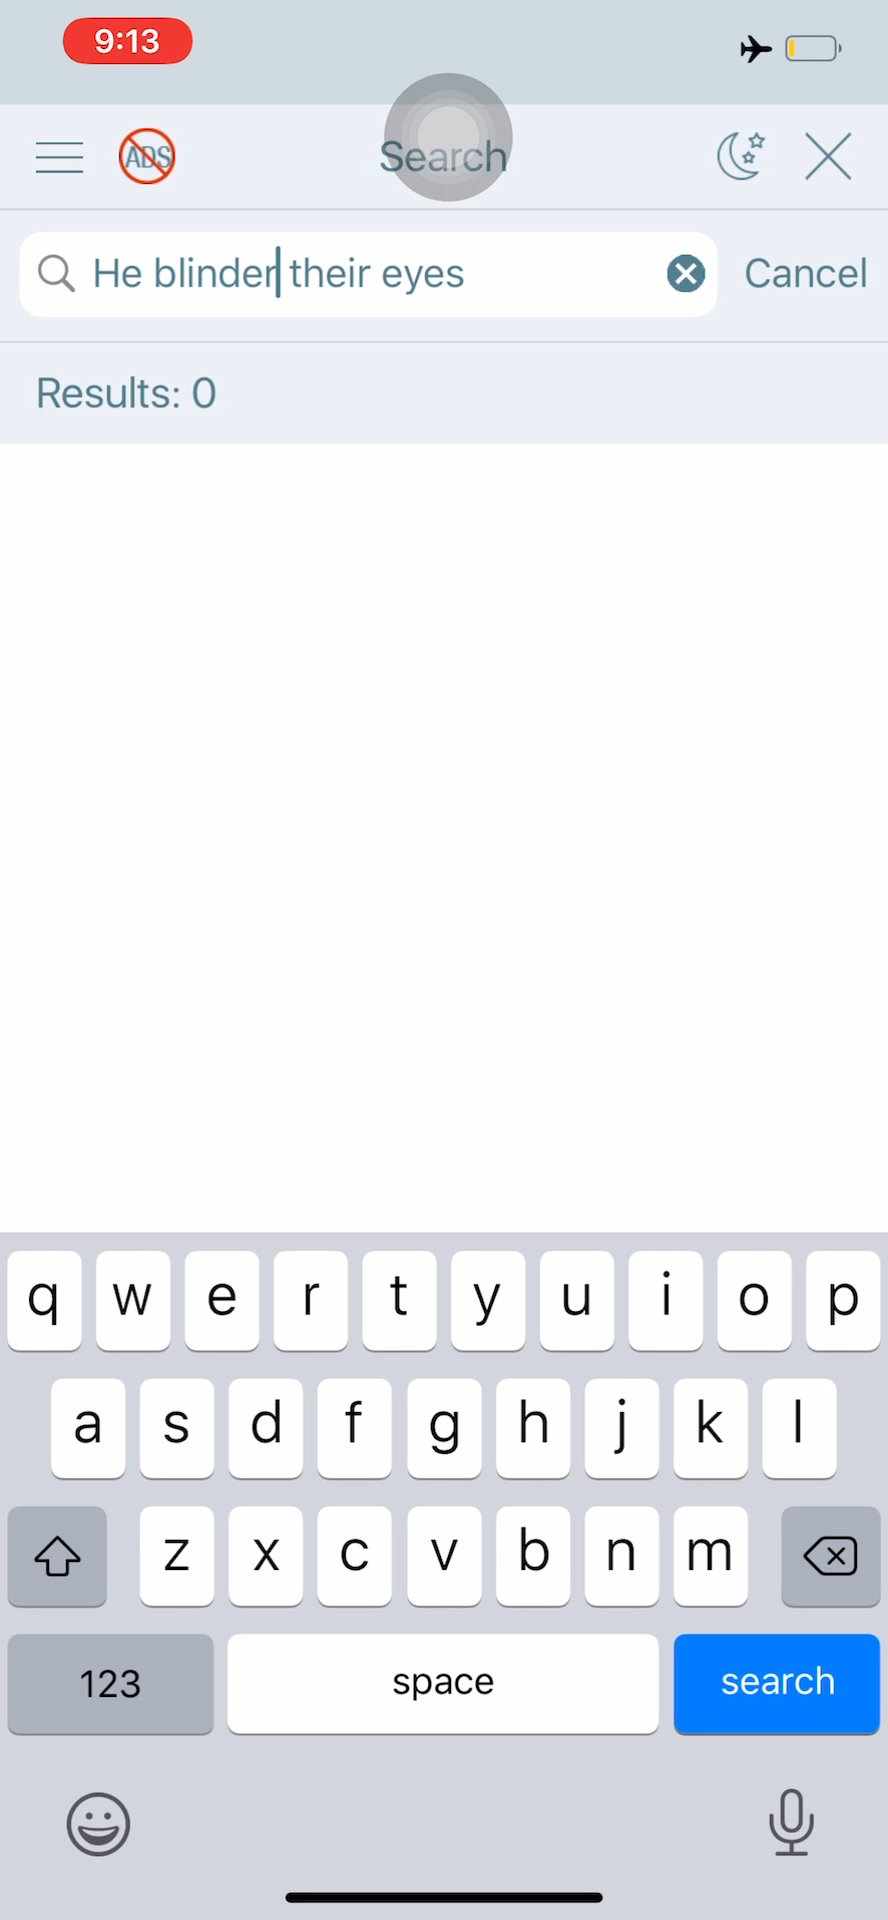 9:13
ADS
Search
He blinder their eyes
Cancel
Results: 0
q w e r t y u i o p
a s d f g h j k l
z x c v b n m
123 space search